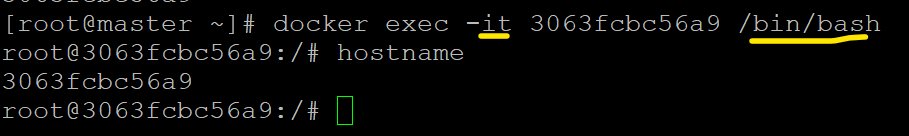 [root@master ~]# docker exec -it 3063fcbc56a9 /bin/bash
root@3063fcbc56a9:/# hostname
3063fcbc56a9
root@3063fcbc56a9:/#